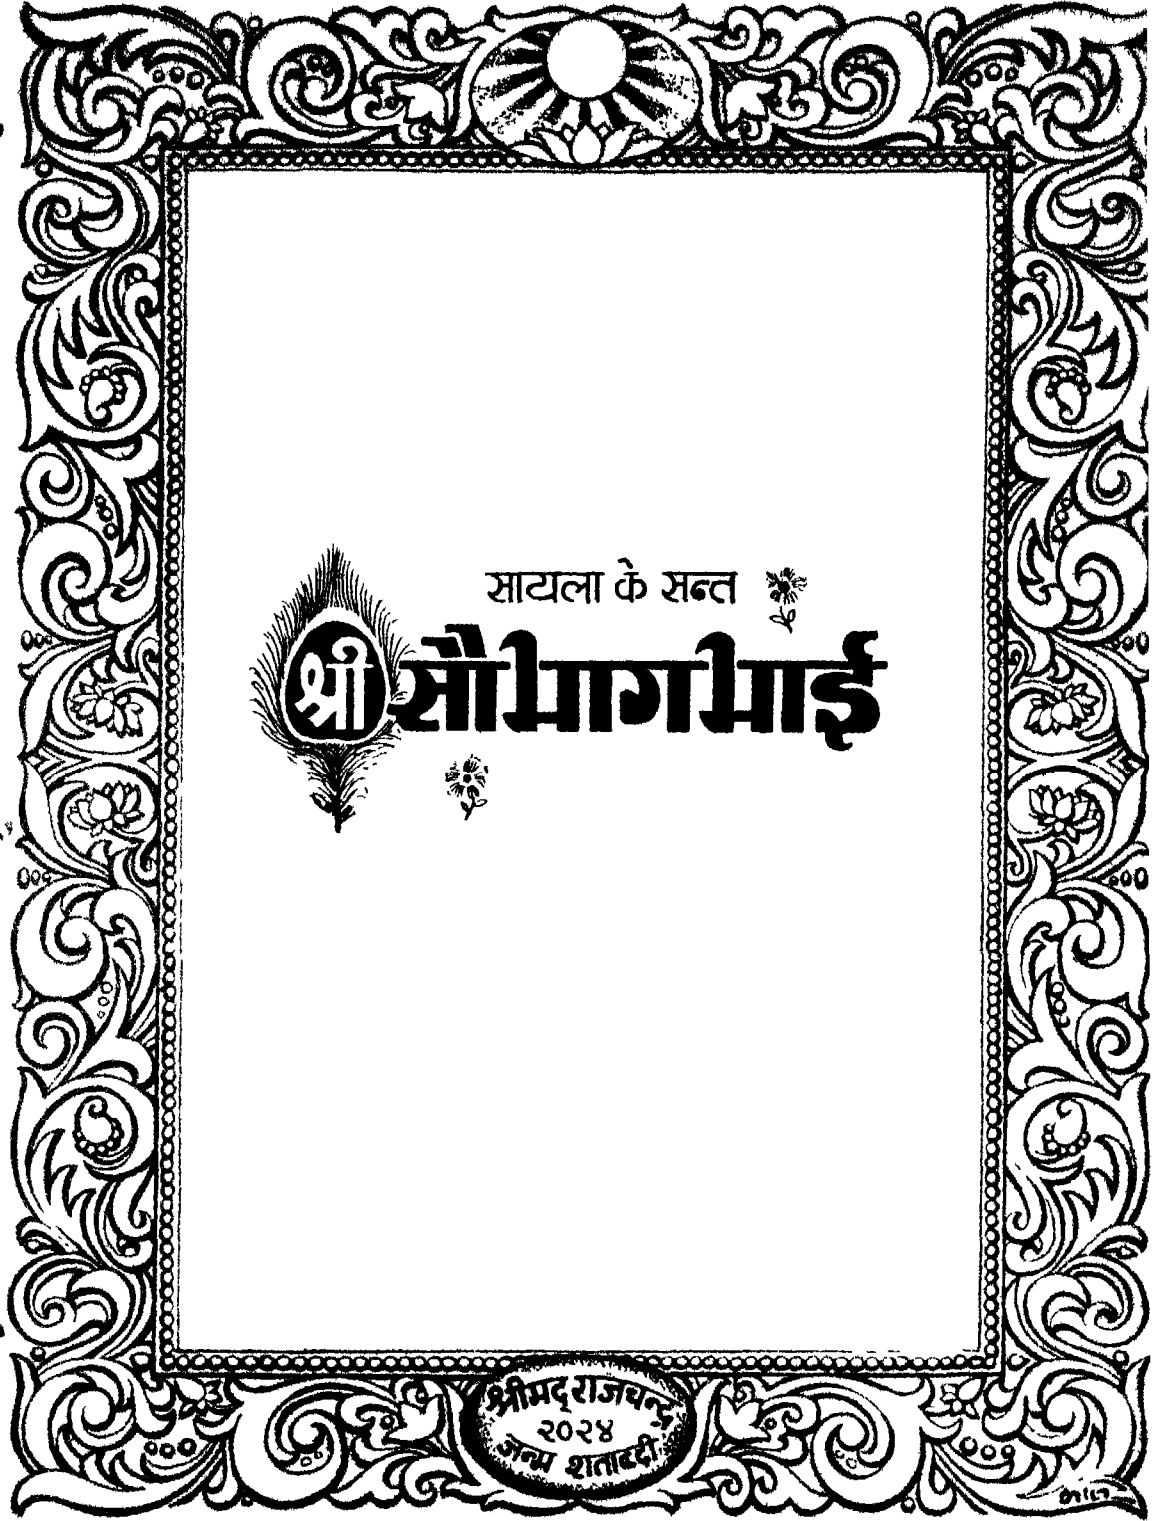 सायला के सन्त
श्री सौभागभाई
श्रीमद् राजचन्द्र
२०२४
जन्म शताब्दी